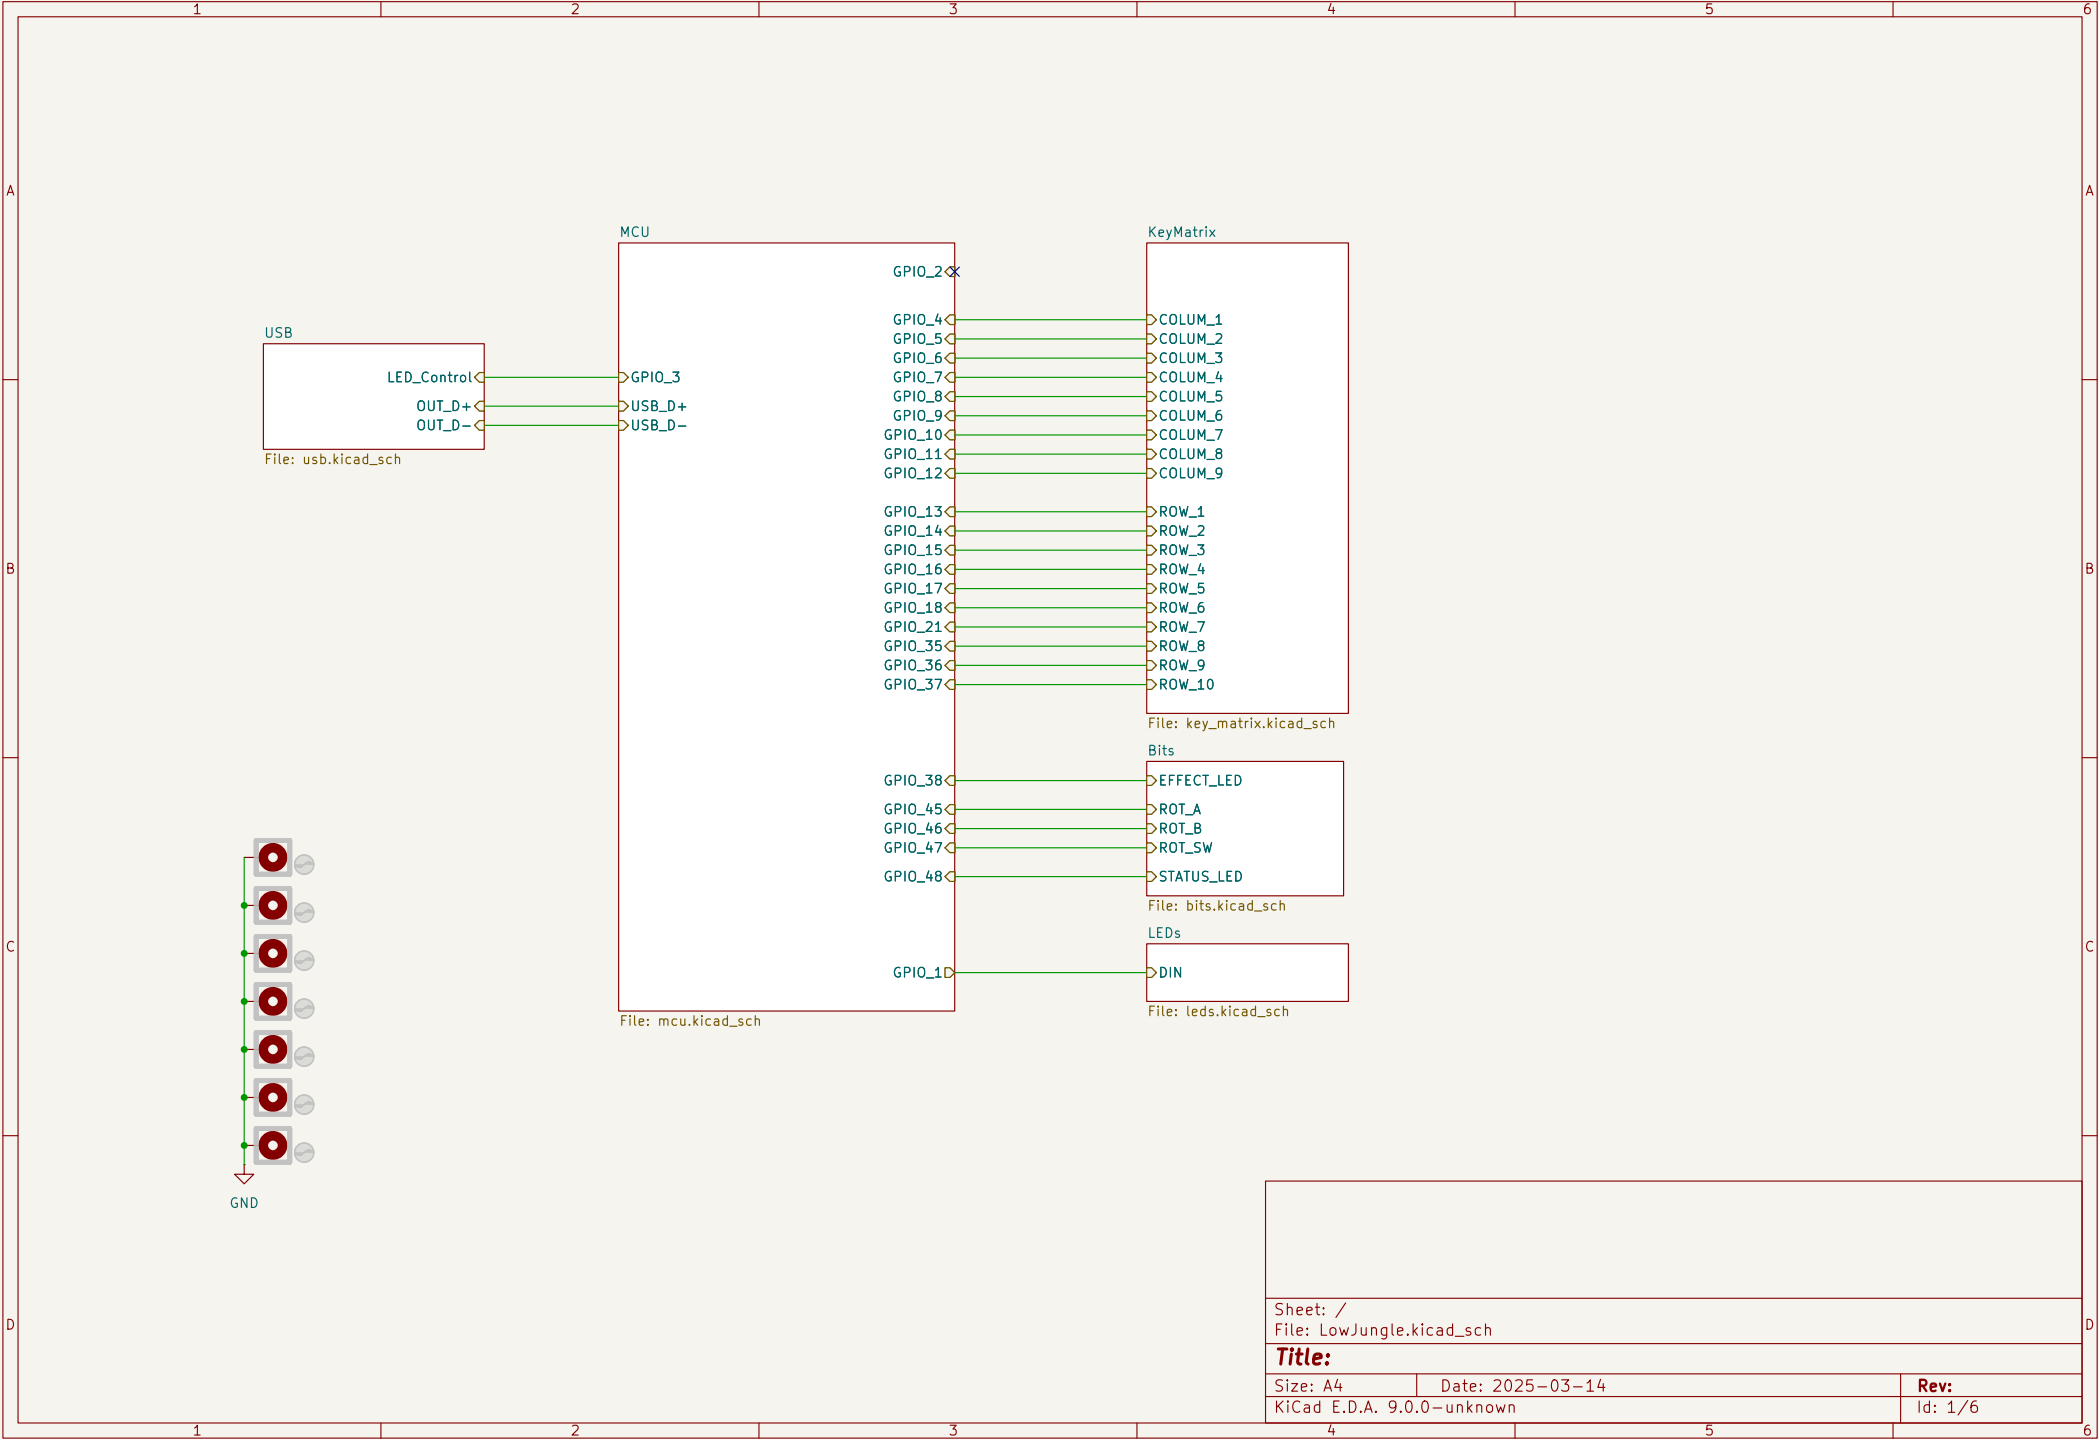 1 2 3 4 5 6
A A
B B
C C
D D
USB
LED_Control
OUT_D+
OUT_D-
File: usb.kicad_sch
MCU
GPIO_3
USB_D+
USB_D-
GPIO_2
GPIO_4
GPIO_5
GPIO_6
GPIO_7
GPIO_8
GPIO_9
GPIO_10
GPIO_11
GPIO_12
GPIO_13
GPIO_14
GPIO_15
GPIO_16
GPIO_17
GPIO_18
GPIO_21
GPIO_35
GPIO_36
GPIO_37
GPIO_38
GPIO_45
GPIO_46
GPIO_47
GPIO_48
GPIO_1
File: mcu.kicad_sch
KeyMatrix
COLUM_1
COLUM_2
COLUM_3
COLUM_4
COLUM_5
COLUM_6
COLUM_7
COLUM_8
COLUM_9
ROW_1
ROW_2
ROW_3
ROW_4
ROW_5
ROW_6
ROW_7
ROW_8
ROW_9
ROW_10
File: key_matrix.kicad_sch
Bits
EFFECT_LED
ROT_A
ROT_B
ROT_SW
STATUS_LED
File: bits.kicad_sch
LEDs
DIN
File: leds.kicad_sch
GND
Sheet: /
File: LowJungle.kicad_sch
Title:
Size: A4 Date: 2025-03-14 Rev:
KiCad E.D.A. 9.0.0-unknown Id: 1/6
1 2 3 4 5 6